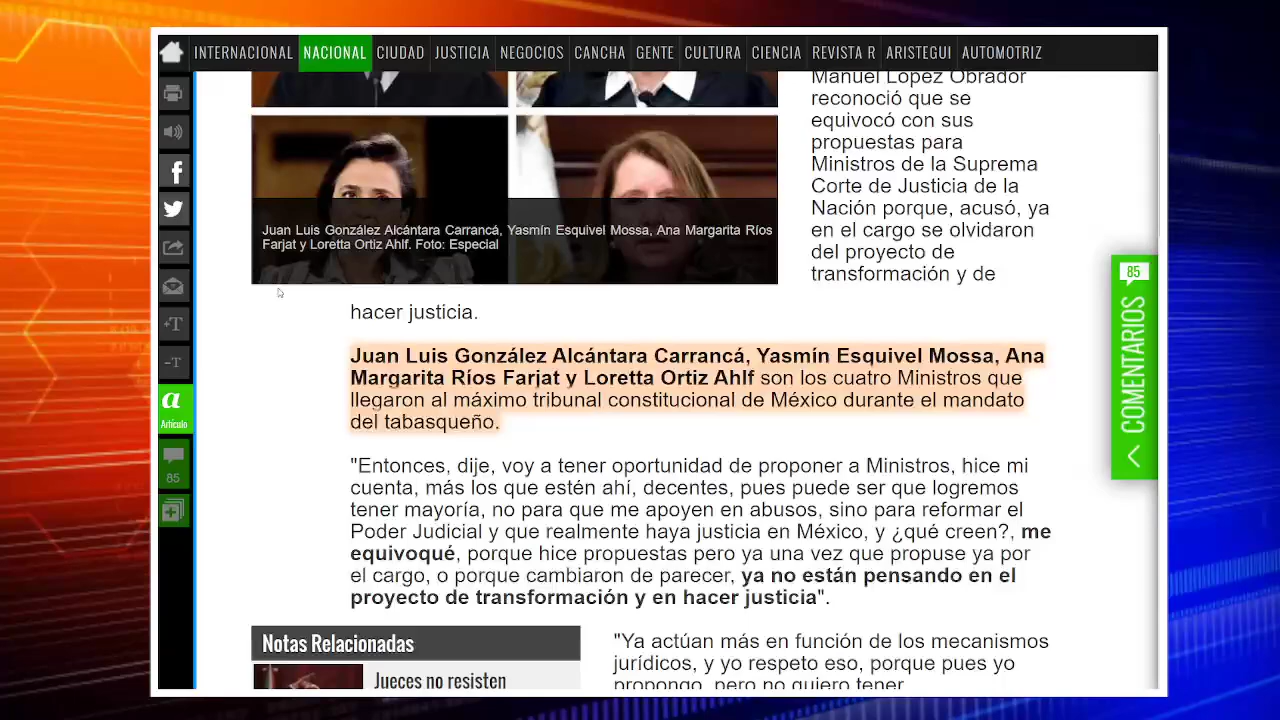 INTERNACIONAL NACIONAL CIUDAD JUSTICIA NEGOCIOS CANCHA GENTE CULTURA CIENCIA REVISTA R ARISTEGUI AUTOMOTRIZ
Manuel López Obrador
reconoció que se
equivocó con sus
propuestas para
Ministros de la Suprema
Corte de Justicia de la
Nación porque, acusó, ya
en el cargo se olvidaron
del proyecto de
transformación y de
hacer justicia.
Juan Luis González Alcántara Carrancá, Yasmín Esquivel Mossa, Ana Margarita Ríos
Farjat y Loretta Ortiz Ahlf. Foto: Especial
Juan Luis González Alcántara Carrancá, Yasmín Esquivel Mossa, Ana
Margarita Ríos Farjat y Loretta Ortiz Ahlf son los cuatro Ministros que
llegaron al máximo tribunal constitucional de México durante el mandato
del tabasqueño.
"Entonces, dije, voy a tener oportunidad de proponer a Ministros, hice mi
cuenta, más los que estén ahí, decentes, pues puede ser que logremos
tener mayoría, no para que me apoyen en abusos, sino para reformar el
Poder Judicial y que realmente haya justicia en México, y ¿qué creen?, me
equivoqué, porque hice propuestas pero ya una vez que propuse ya por
el cargo, o porque cambiaron de parecer, ya no están pensando en el
proyecto de transformación y en hacer justicia".
Notas Relacionadas
Jueces no resisten
"Ya actúan más en función de los mecanismos
jurídicos, y yo respeto eso, porque pues yo
propongo, pero no quiero tener
+T
-T
a
Artículo
85
85
COMENTARIOS